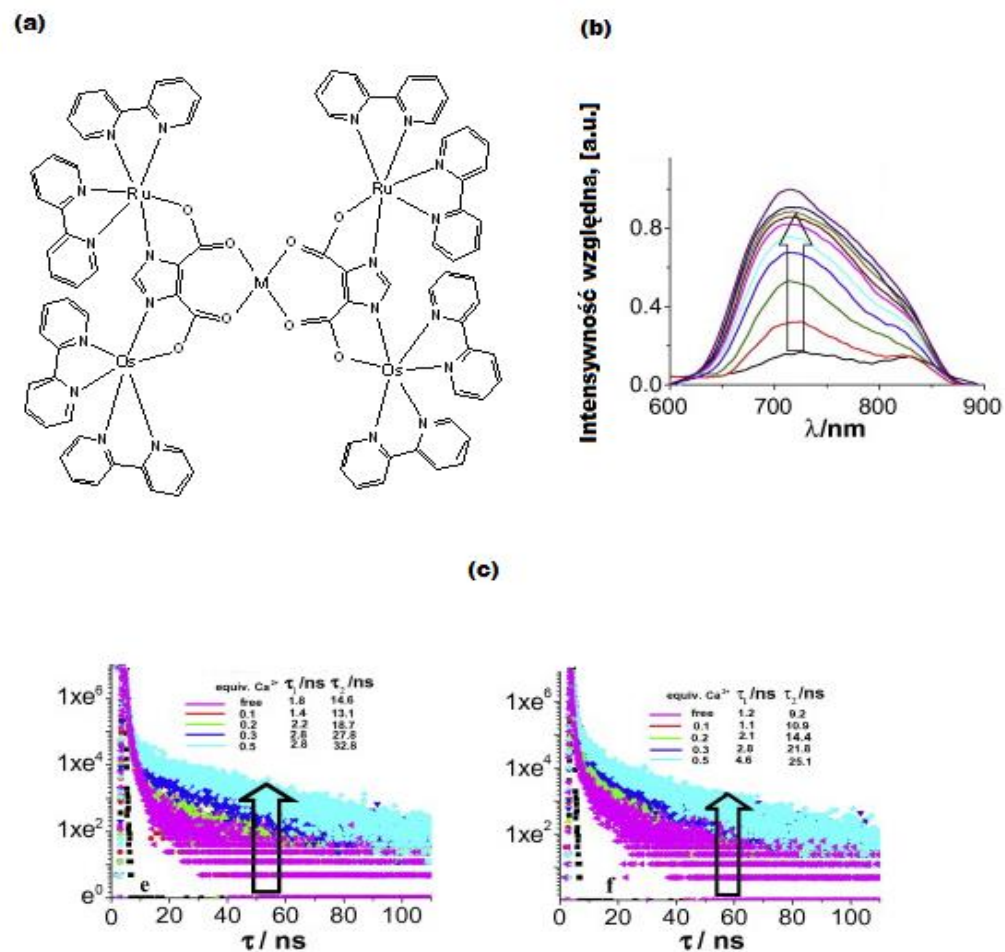 (a)
(b)
N N N N
N Ru O O Ru N
N N
N O O N
M
N O O N
N O O N
Os Os
N N
N N N N
Intensywność względna, [a.u.]
0.8
0.4
0.0
600 700 800 900
λ/nm
(c)
equiv. Ca²⁺ τ₁/ns τ₂/ns
free 1.8 14.6
0.1 1.4 13.1
0.2 2.2 18.7
0.3 2.8 27.8
0.5 2.8 32.8
1xe⁶
1xe⁴
1xe²
e⁰
e
0 20 40 60 80 100
τ / ns
equiv. Ca²⁺ τ₁/ns τ₂/ns
free 1.2 9.2
0.1 1.1 10.9
0.2 2.1 14.4
0.3 2.8 21.8
0.5 4.6 25.1
1xe⁶
1xe⁴
1xe²
f
0 20 40 60 80 100
τ / ns